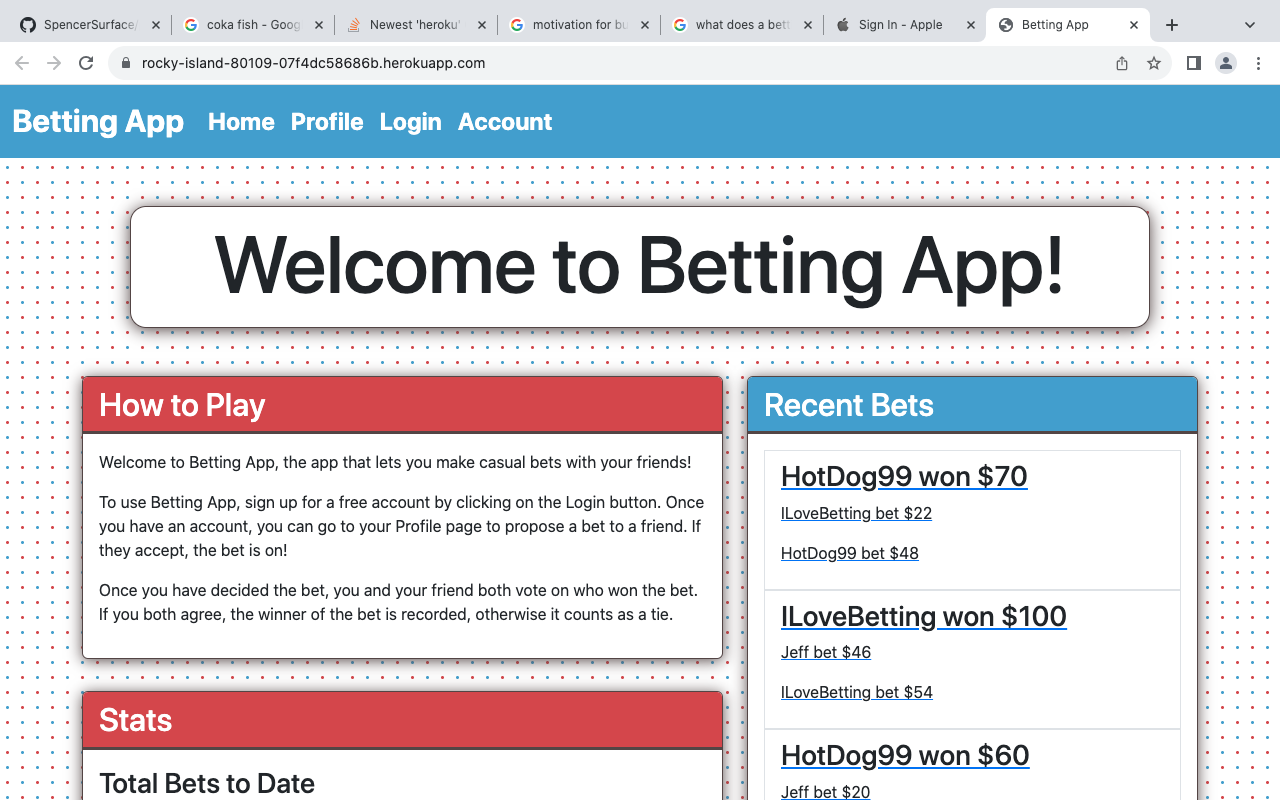 SpencerSurface/
coka fish - Goog
Newest 'heroku'
motivation for bu
what does a bett
Sign In - Apple
Betting App
rocky-island-80109-07f4dc58686b.herokuapp.com
Betting App Home Profile Login Account
Welcome to Betting App!
How to Play
Welcome to Betting App, the app that lets you make casual bets with your friends!
To use Betting App, sign up for a free account by clicking on the Login button. Once
you have an account, you can go to your Profile page to propose a bet to a friend. If
they accept, the bet is on!
Once you have decided the bet, you and your friend both vote on who won the bet.
If you both agree, the winner of the bet is recorded, otherwise it counts as a tie.
Stats
Total Bets to Date
Recent Bets
HotDog99 won $70
ILoveBetting bet $22
HotDog99 bet $48
ILoveBetting won $100
Jeff bet $46
ILoveBetting bet $54
HotDog99 won $60
Jeff bet $20